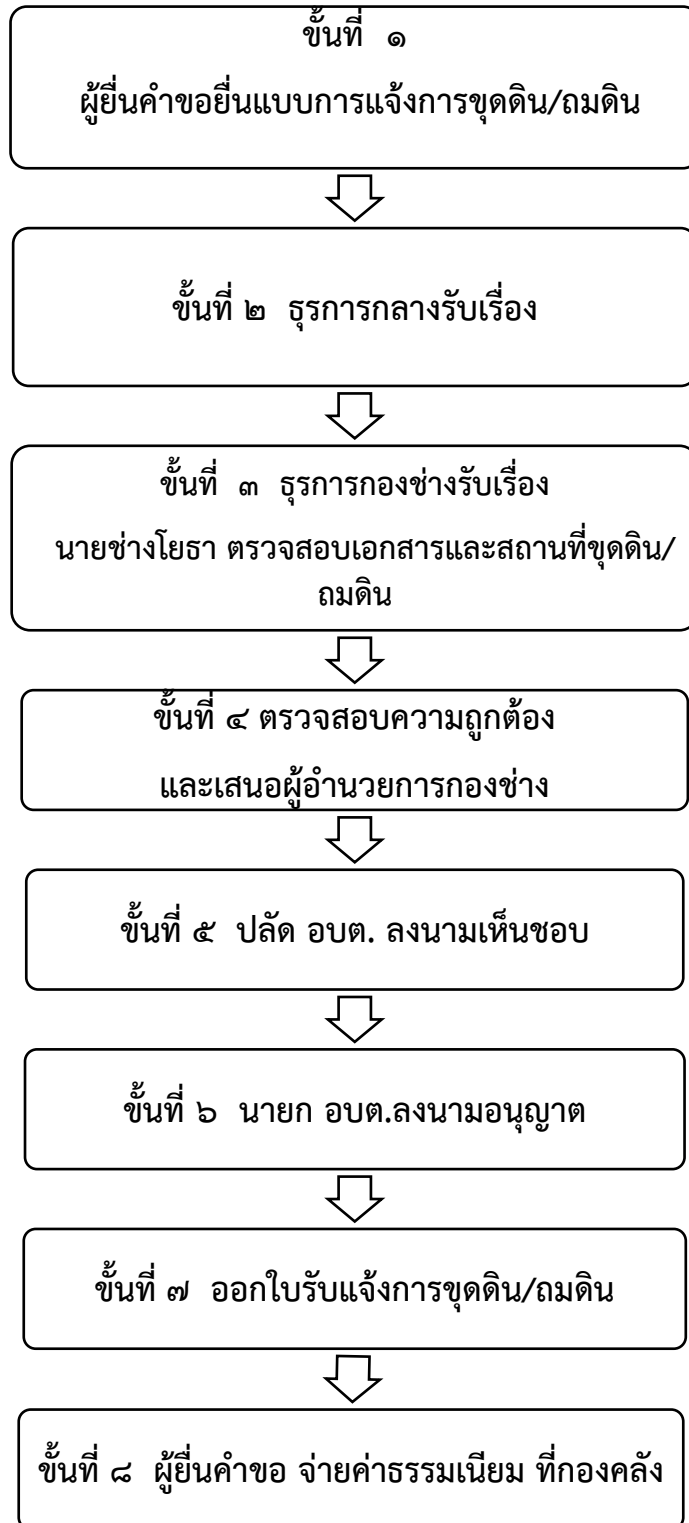 ขั้นที่ ๑
ผู้ยื่นคำขอยื่นแบบการแจ้งการขุดดิน/ถมดิน
ขั้นที่ ๒ ธุรการกลางรับเรื่อง
ขั้นที่ ๓ ธุรการกองช่างรับเรื่อง
นายช่างโยธา ตรวจสอบเอกสารและสถานที่ขุดดิน/
ถมดิน
ขั้นที่ ๔ ตรวจสอบความถูกต้อง
และเสนอผู้อำนวยการกองช่าง
ขั้นที่ ๕ ปลัด อบต. ลงนามเห็นชอบ
ขั้นที่ ๖ นายก อบต.ลงนามอนุญาต
ขั้นที่ ๗ ออกใบรับแจ้งการขุดดิน/ถมดิน
ขั้นที่ ๘ ผู้ยื่นคำขอ จ่ายค่าธรรมเนียม ที่กองคลัง